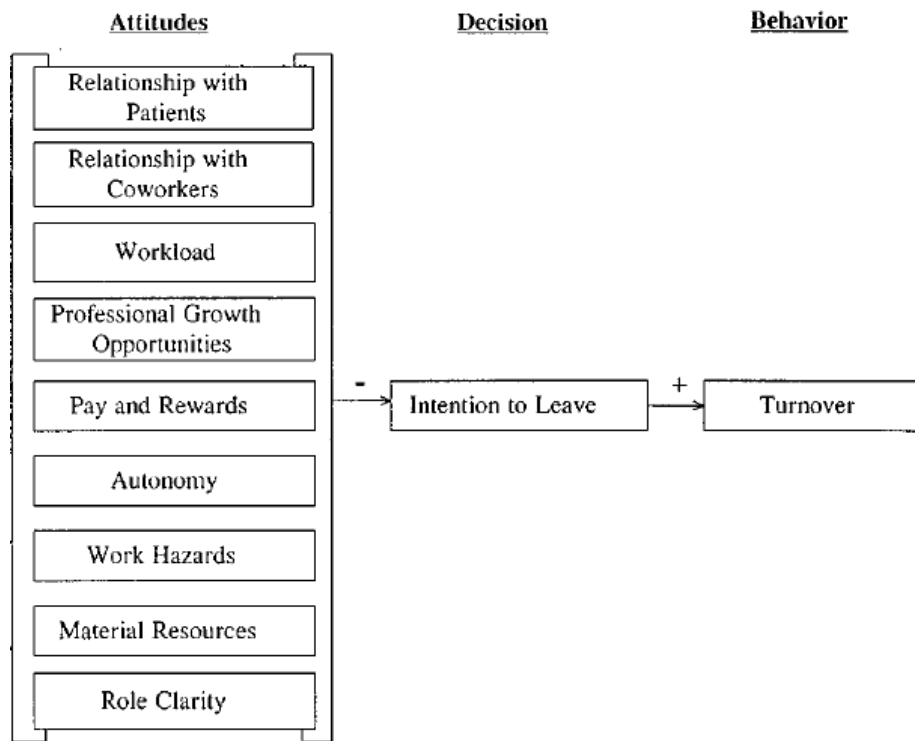 Attitudes
Decision
Behavior
Relationship with
Patients
Relationship with
Coworkers
Workload
Professional Growth
Opportunities
Pay and Rewards
-
Intention to Leave
+
Turnover
Autonomy
Work Hazards
Material Resources
Role Clarity